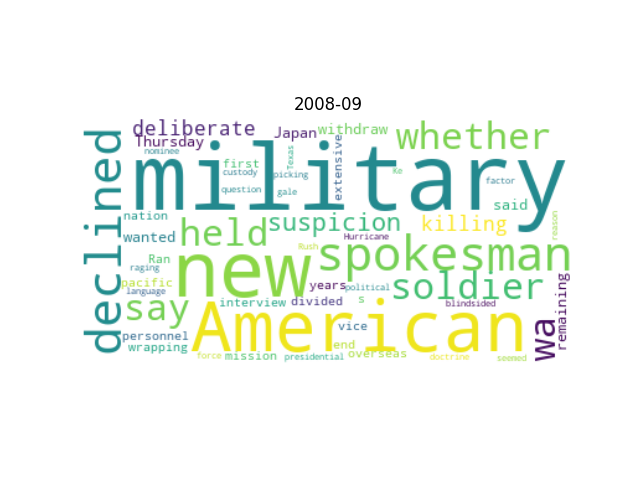 2008-09
deliberate Japan withdraw whether
Thursday
nominee
military
first Texas extensive
custody picking Ke factor
question gale
declined
said
nation held suspicion killing reason
wanted Hurricane
new spokesman
Ran Rush
raging
pacific years political soldier
language
say interview divided s blindsided
American wa remaining
personnel vice
wrapping end
force mission presidential overseas doctrine seemed